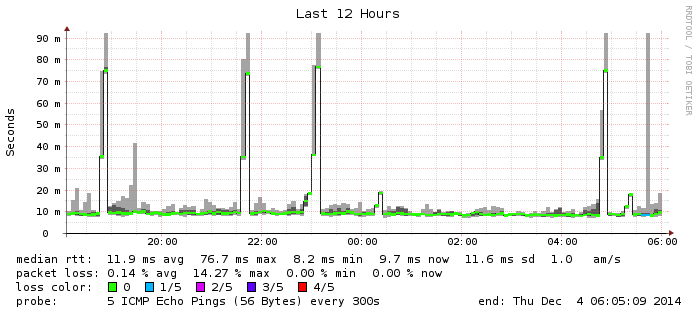 Last 12 Hours
RRDTOOL / TOBI OETIKER
Seconds
90 m
80 m
70 m
60 m
50 m
40 m
30 m
20 m
10 m
0
20:00 22:00 00:00 02:00 04:00 06:00
median rtt: 11.9 ms avg 76.7 ms max 8.2 ms min 9.7 ms now 11.6 ms sd 1.0 am/s
packet loss: 0.14 % avg 14.27 % max 0.00 % min 0.00 % now
loss color: 0 1/5 2/5 3/5 4/5
probe: 5 ICMP Echo Pings (56 Bytes) every 300s end: Thu Dec 4 06:05:09 2014